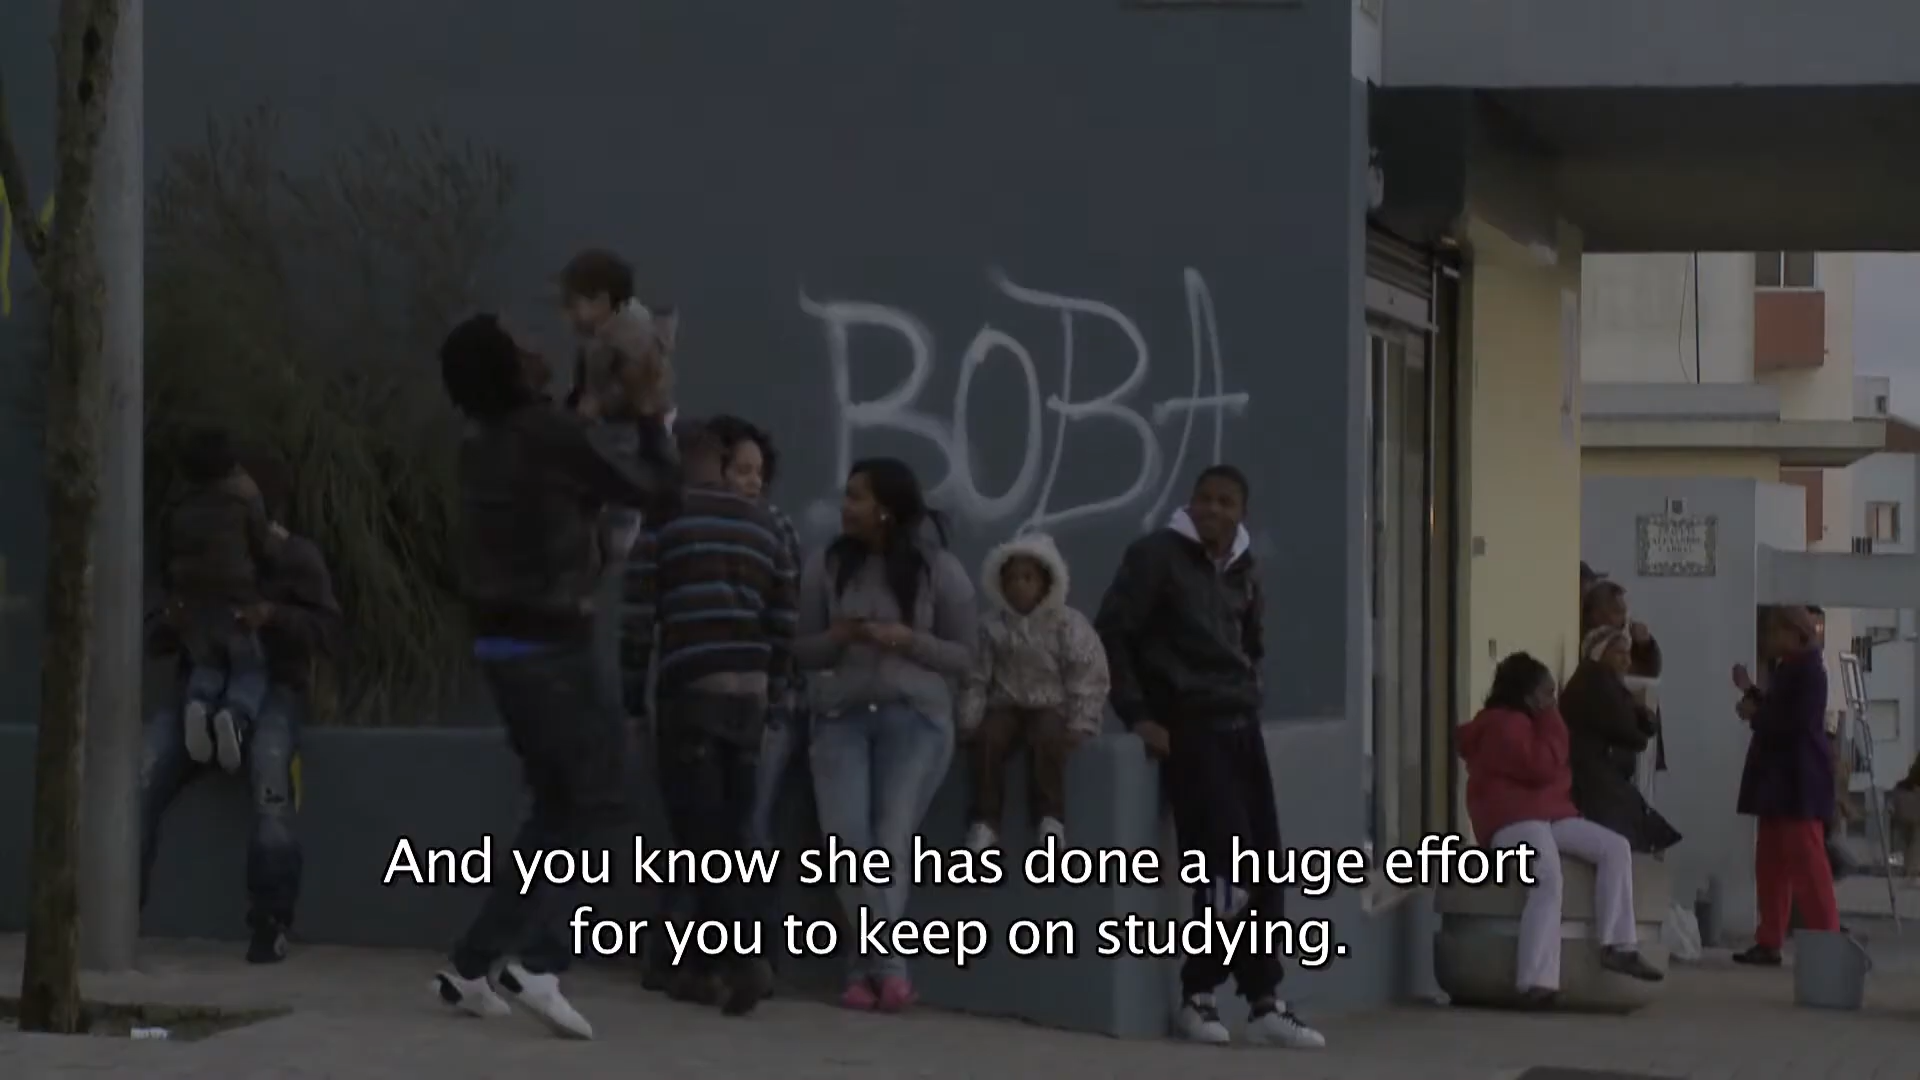 BOBA
And you know she has done a huge effort
for you to keep on studying.